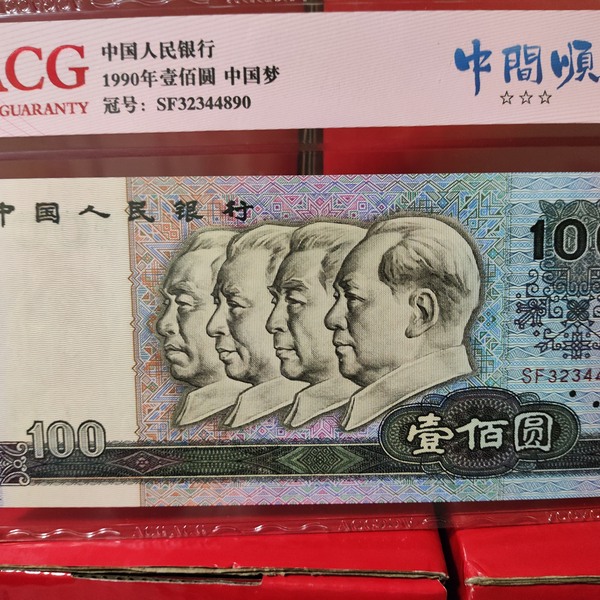 ACG
GUARANTY
中国人民银行
1990年壹佰圆 中国梦
冠号：SF32344890
中間順
☆☆☆
中国人民银行
100
SF32344
100
壹佰圆